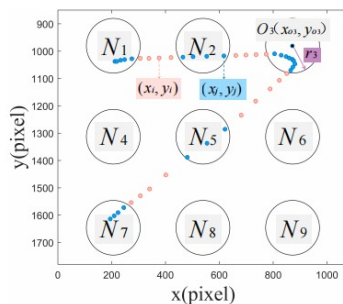 y(pixel)
900
1000
1100
1200
1300
1400
1500
1600
1700
N1
N2
O3(xo3, yo3)
r3
(xi, yi)
(xj, yj)
N4
N5
N6
N7
N8
N9
0 200 400 600 800 1000
x(pixel)